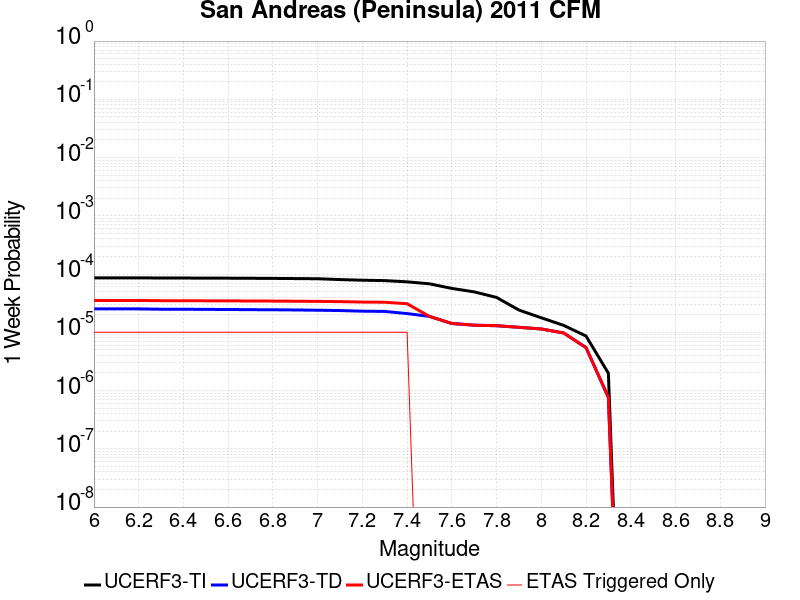 San Andreas (Peninsula) 2011 CFM
10^0
10^-1
10^-2
10^-3
10^-4
10^-5
10^-6
10^-7
10^-8
1 Week Probability
6 6.2 6.4 6.6 6.8 7 7.2 7.4 7.6 7.8 8 8.2 8.4 8.6 8.8 9
Magnitude
UCERF3-TI UCERF3-TD UCERF3-ETAS ETAS Triggered Only